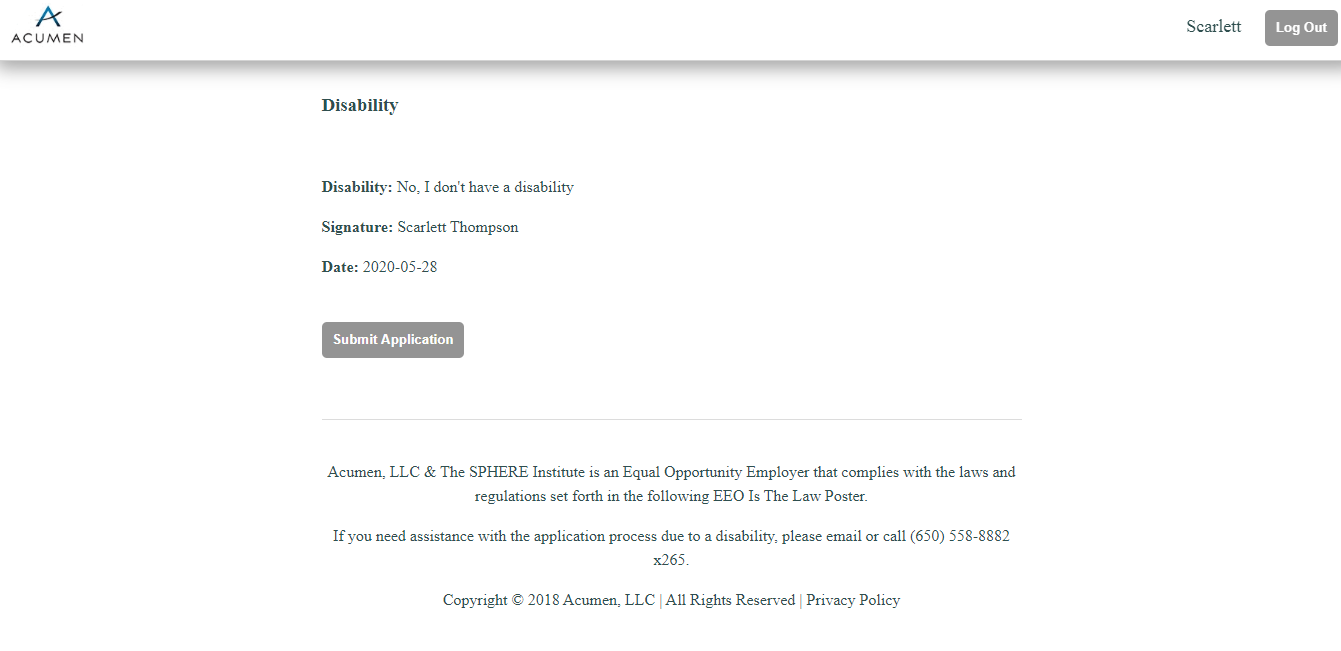 ACUMEN
Scarlett
Log Out
Disability
Disability: No, I don't have a disability
Signature: Scarlett Thompson
Date: 2020-05-28
Submit Application
Acumen, LLC & The SPHERE Institute is an Equal Opportunity Employer that complies with the laws and
regulations set forth in the following EEO Is The Law Poster.
If you need assistance with the application process due to a disability, please email or call (650) 558-8882
x265.
Copyright © 2018 Acumen, LLC | All Rights Reserved | Privacy Policy